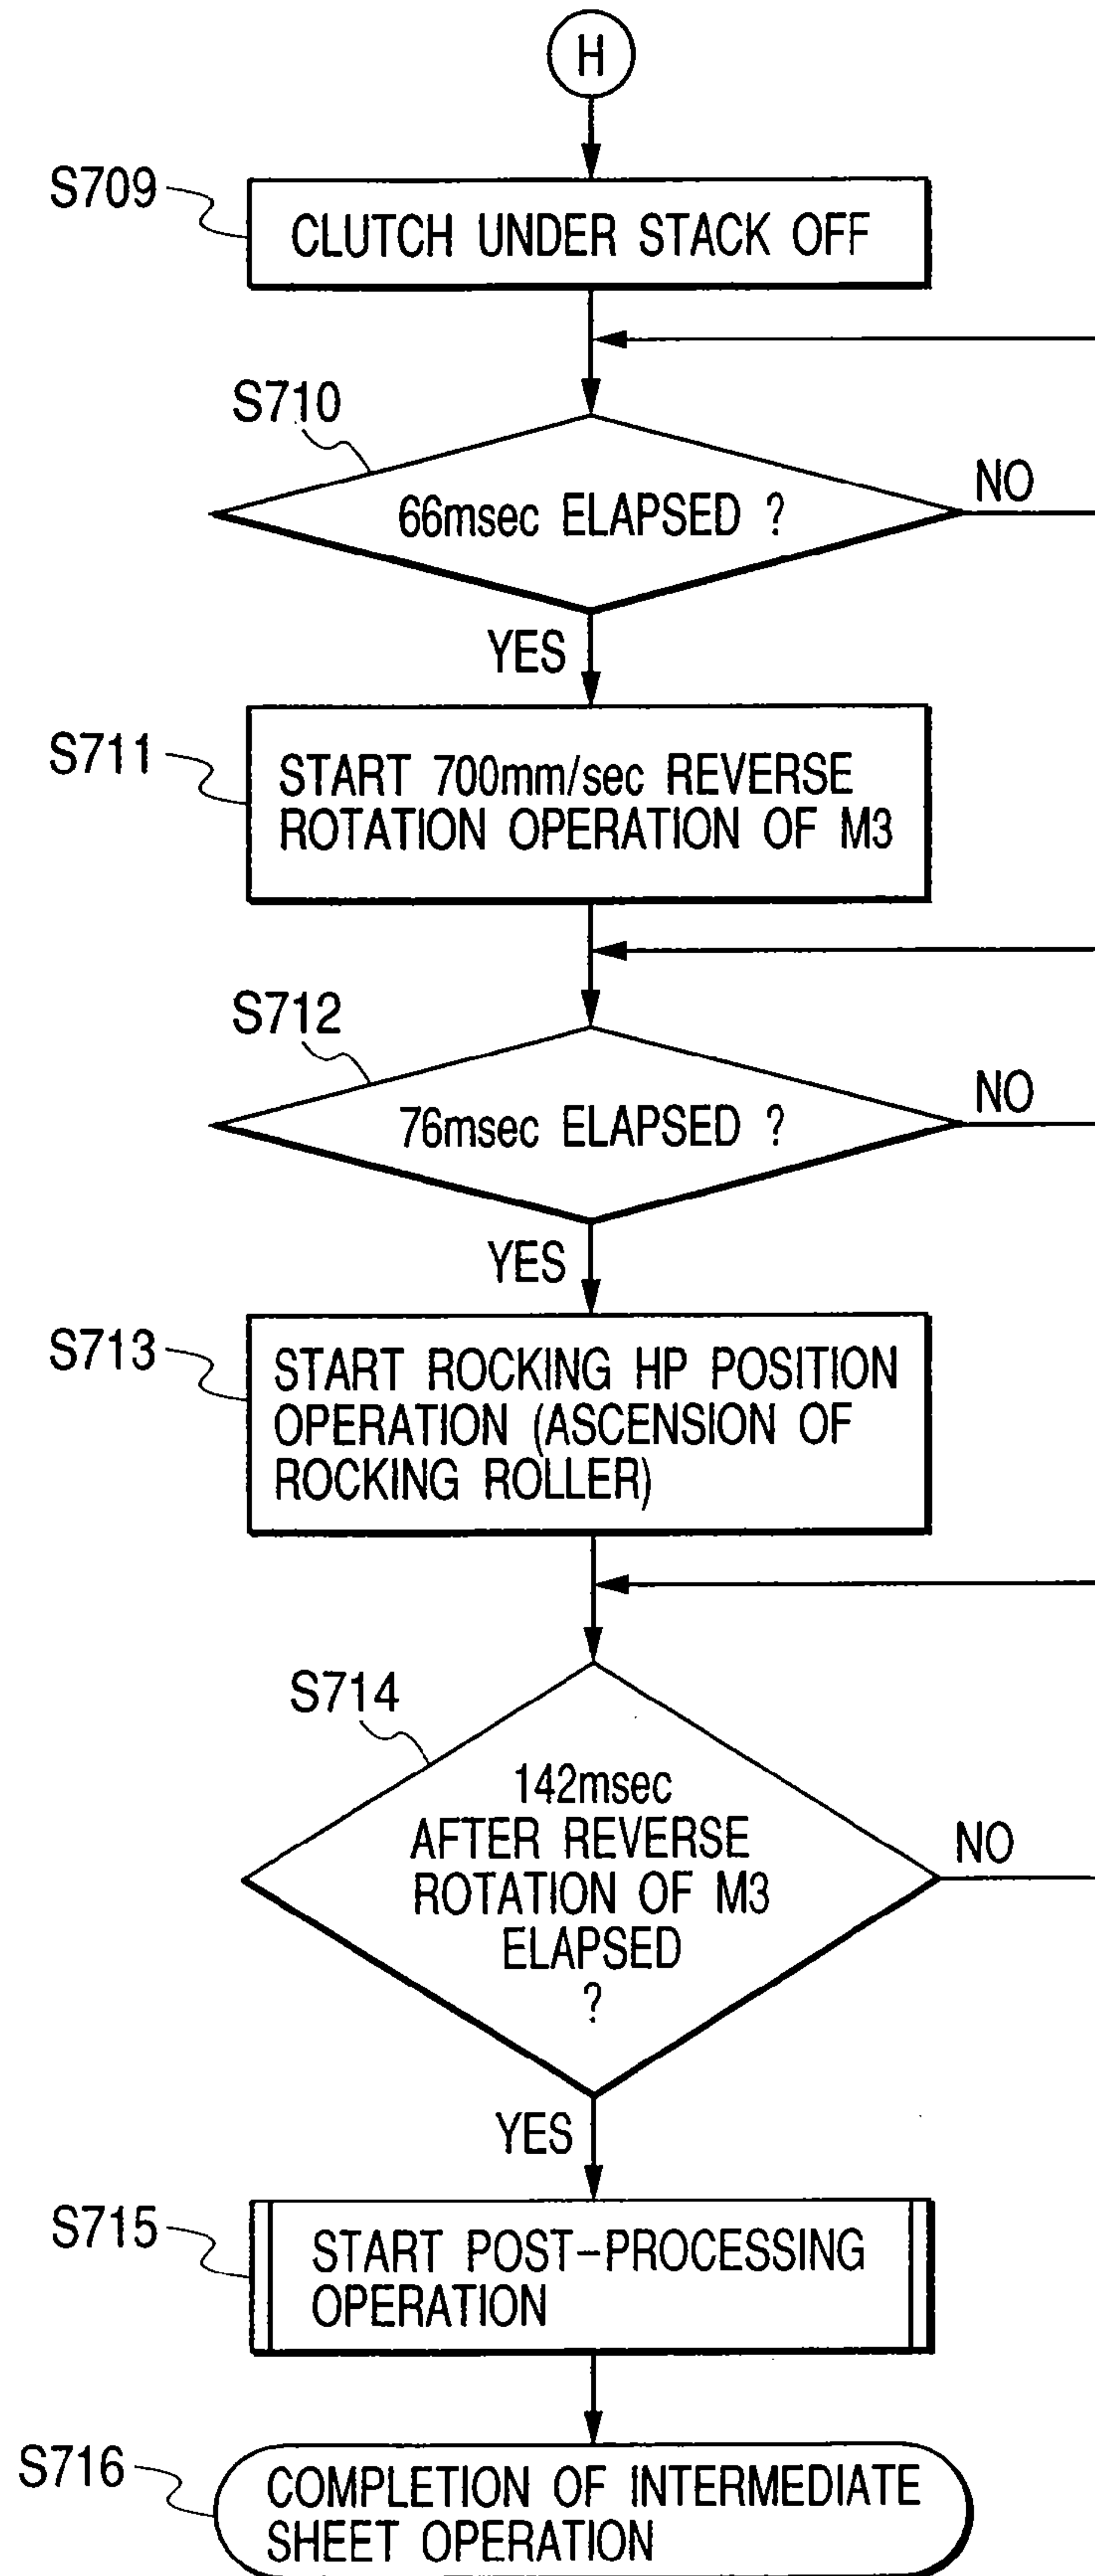 H
S709
CLUTCH UNDER STACK OFF
S710
66msec ELAPSED ?
NO
YES
S711
START 700mm/sec REVERSE
ROTATION OPERATION OF M3
S712
76msec ELAPSED ?
NO
YES
S713
START ROCKING HP POSITION
OPERATION (ASCENSION OF
ROCKING ROLLER)
S714
142msec
AFTER REVERSE
ROTATION OF M3
ELAPSED
?
NO
YES
S715
START POST-PROCESSING
OPERATION
S716
COMPLETION OF INTERMEDIATE
SHEET OPERATION